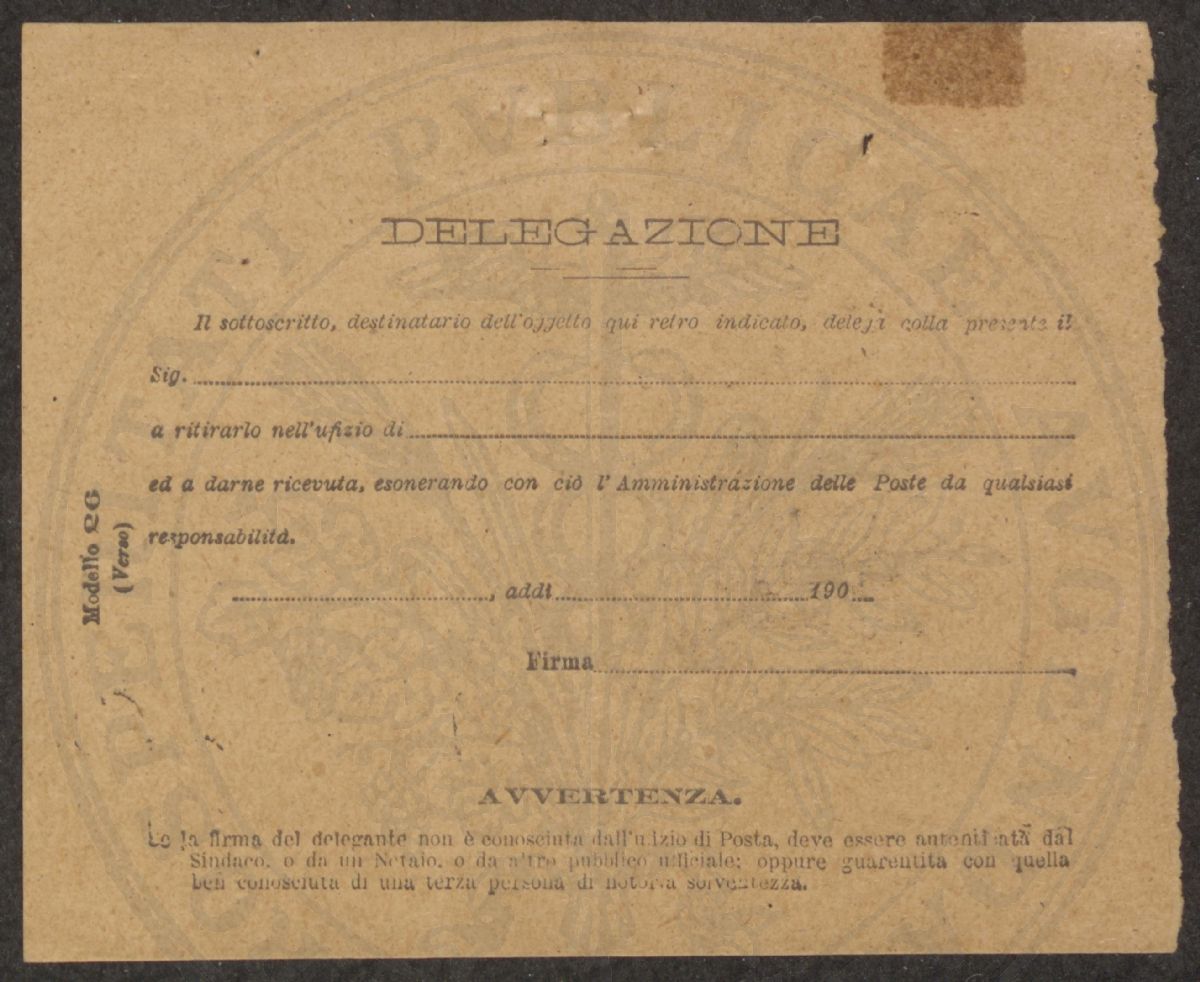 DELEGAZIONE
Il sottoscritto, destinatario dell'oggetto qui retro indicato, delega colla presente il
Sig.
a ritirarlo nell'ufizio di
ed a darne ricevuta, esonerando con ciò l'Amministrazione delle Poste da qualsiasi
responsabilità.
, addì 190
Firma
Modello 26
(Verso)
AVVERTENZA.
Se la firma del delegante non è conosciuta dall'ufizio di Posta, deve essere autenticata dal
Sindaco, o da un Notaio, o da altro pubblico ufficiale; oppure guarentita con quella
ben conosciuta di una terza persona di notoria solventezza.
PVBLICAE